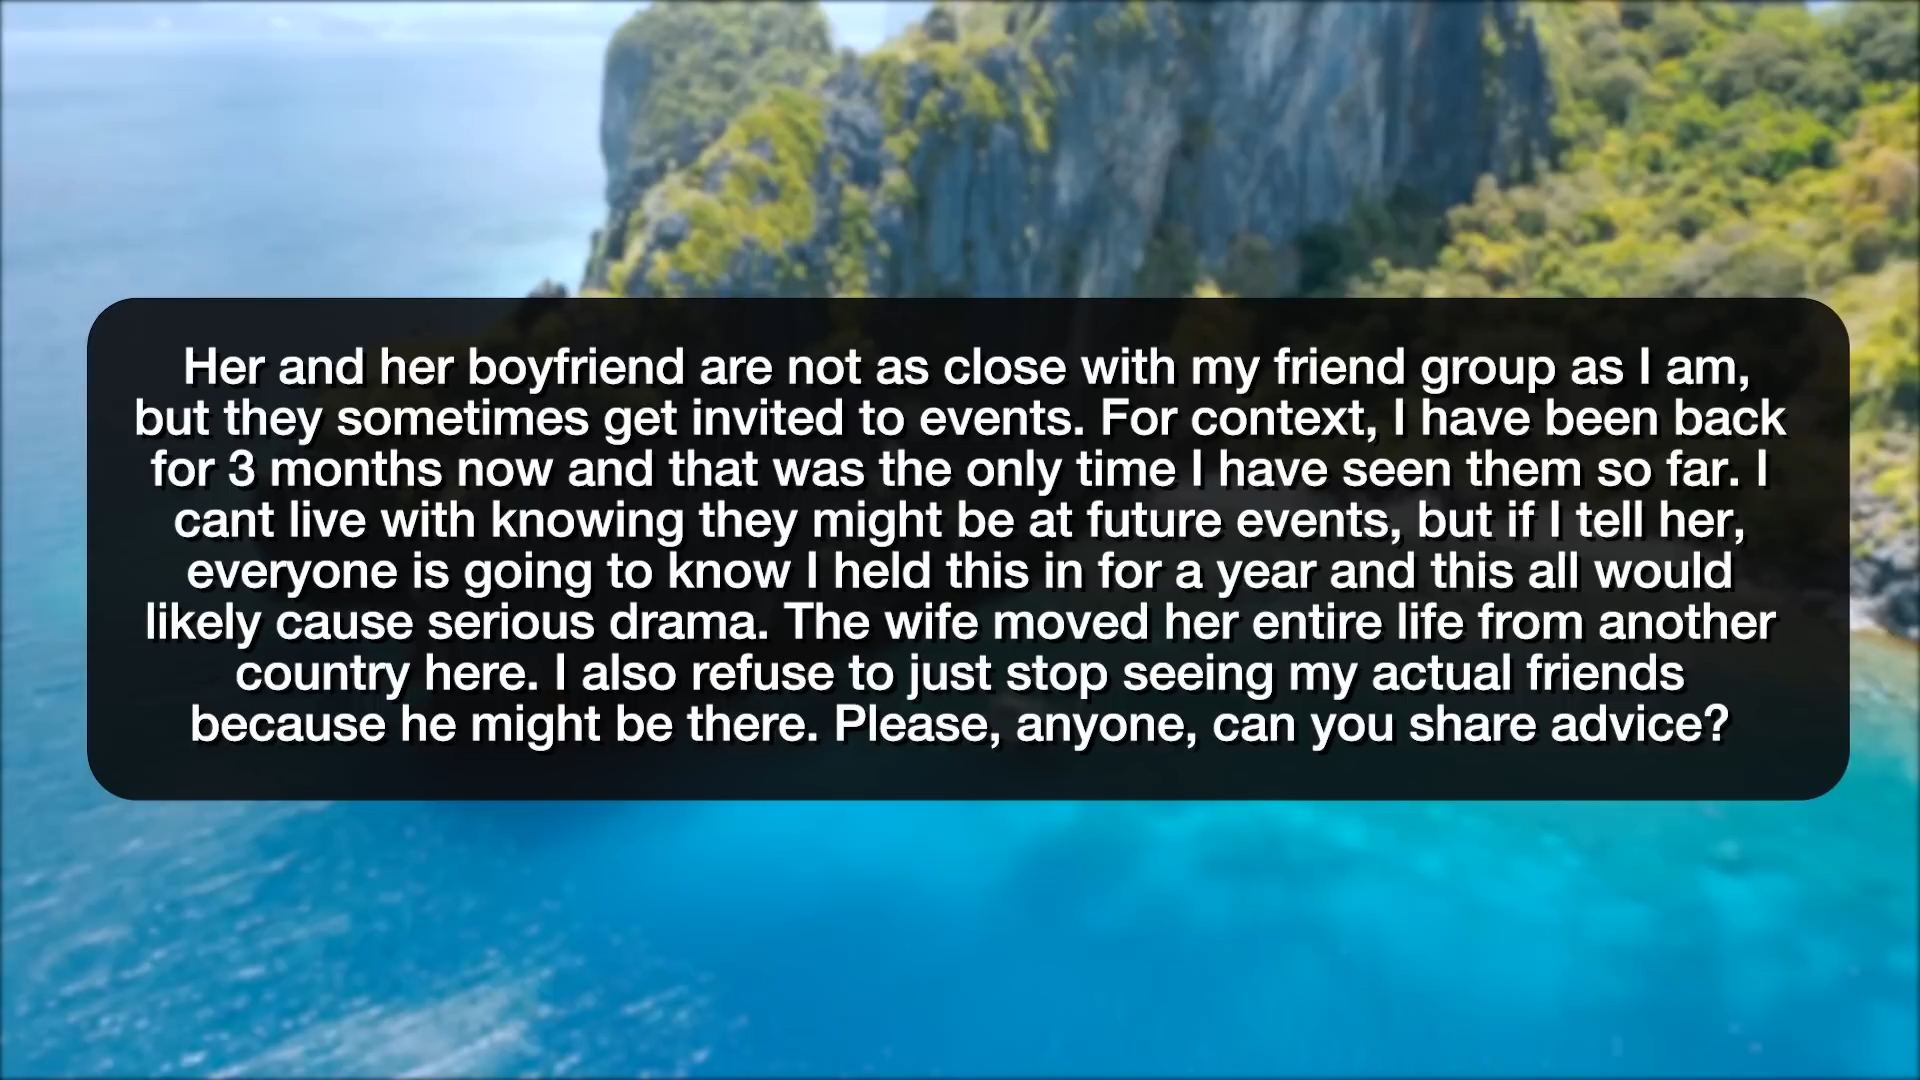 Her and her boyfriend are not as close with my friend group as I am,
but they sometimes get invited to events. For context, I have been back
for 3 months now and that was the only time I have seen them so far. I
cant live with knowing they might be at future events, but if I tell her,
everyone is going to know I held this in for a year and this all would
likely cause serious drama. The wife moved her entire life from another
country here. I also refuse to just stop seeing my actual friends
because he might be there. Please, anyone, can you share advice?